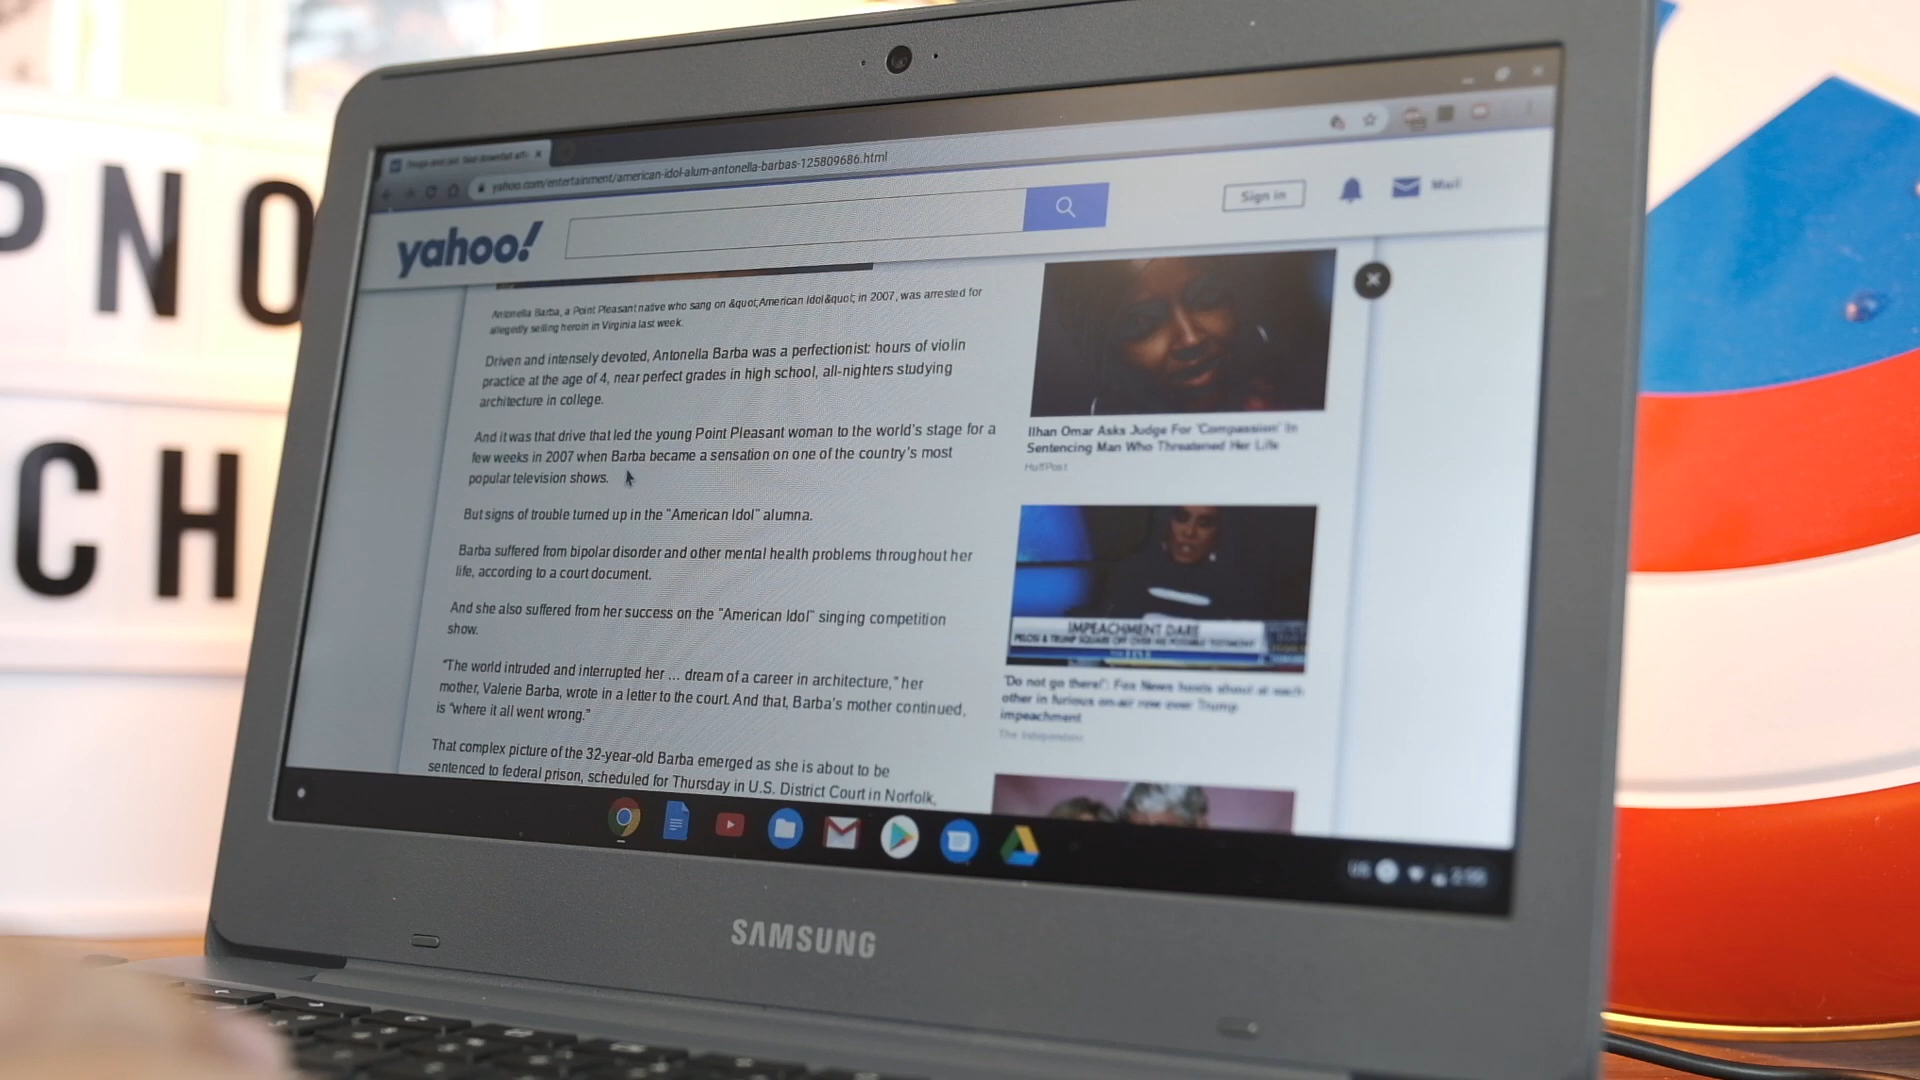 PNO
CH
yahoo.com/entertainment/american-idol-alum-antonella-barbas-125809686.html
yahoo!
Sign in
Mail
Antonella Barba, a Point Pleasant native who sang on &quot;American Idol&quot; in 2007, was arrested for
allegedly selling heroin in Virginia last week.
Driven and intensely devoted, Antonella Barba was a perfectionist: hours of violin
practice at the age of 4, near perfect grades in high school, all-nighters studying
architecture in college.
And it was that drive that led the young Point Pleasant woman to the world's stage for a
few weeks in 2007 when Barba became a sensation on one of the country's most
popular television shows.
But signs of trouble turned up in the "American Idol" alumna.
Barba suffered from bipolar disorder and other mental health problems throughout her
life, according to a court document.
And she also suffered from her success on the "American Idol" singing competition
show.
"The world intruded and interrupted her ... dream of a career in architecture," her
mother, Valerie Barba, wrote in a letter to the court. And that, Barba's mother continued,
is "where it all went wrong."
That complex picture of the 32-year-old Barba emerged as she is about to be
sentenced to federal prison, scheduled for Thursday in U.S. District Court in Norfolk,
Ilhan Omar Asks Judge For 'Compassion' In
Sentencing Man Who Threatened Her Life
HuffPost
IMPEACHMENT DARE
PELOSI & TRUMP SQUARE OFF OVER HIS POSSIBLE TESTIMONY
'Do not go there!': Fox News hosts shout at each
other in furious on-air row over Trump
impeachment
The Independent
SAMSUNG